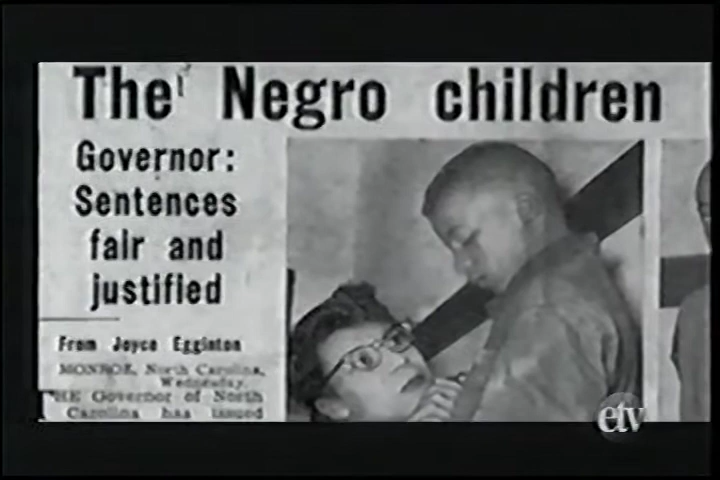 The Negro children
Governor:
Sentences
fair and
justified
From Joyce Egginton
MONROE, North Carolina,
Wednesday.
THE Governor of North
Carolina has issued
etv